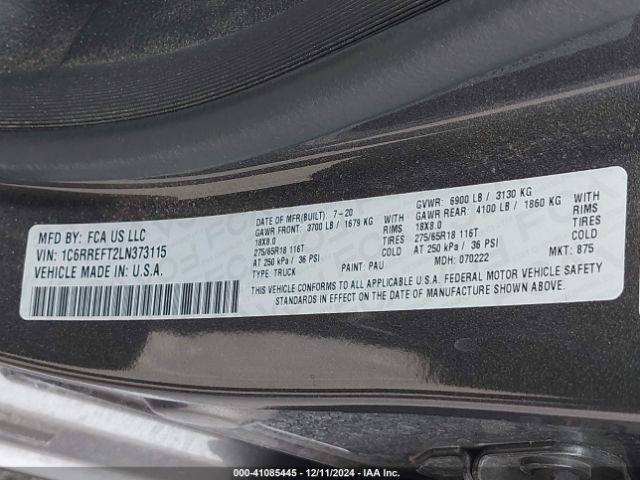 MFD BY: FCA US LLC
VIN: 1C6RREFT2LN373115
VEHICLE MADE IN: U.S.A.
DATE OF MFR(BUILT): 7-20
GAWR FRONT: 3700 LB / 1679 KG
18X8.0 RIMS
275/65R18 116T TIRES
AT 250 kPa / 36 PSI COLD
TYPE: TRUCK PAINT: PAU
GVWR: 6900 LB / 3130 KG
GAWR REAR: 4100 LB / 1860 KG
18X8.0 RIMS
275/65R18 116T TIRES
AT 250 kPa / 36 PSI COLD
MDH: 070222 MKT: 875
THIS VEHICLE CONFORMS TO ALL APPLICABLE U.S.A. FEDERAL MOTOR VEHICLE SAFETY
STANDARDS IN EFFECT ON THE DATE OF MANUFACTURE SHOWN ABOVE.
000-41085445 - 12/11/2024 - IAA Inc.